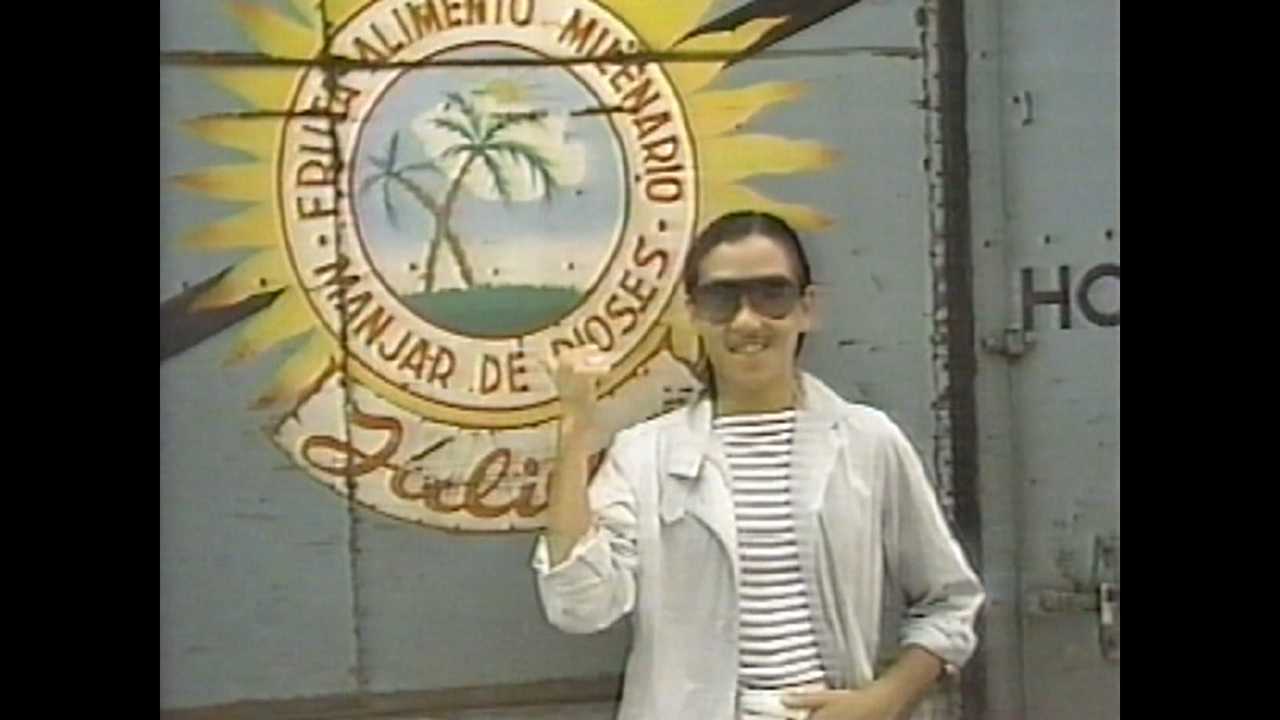 FRUTA ALIMENTO MILENARIO
· MANJAR DE DIOSES ·
HO